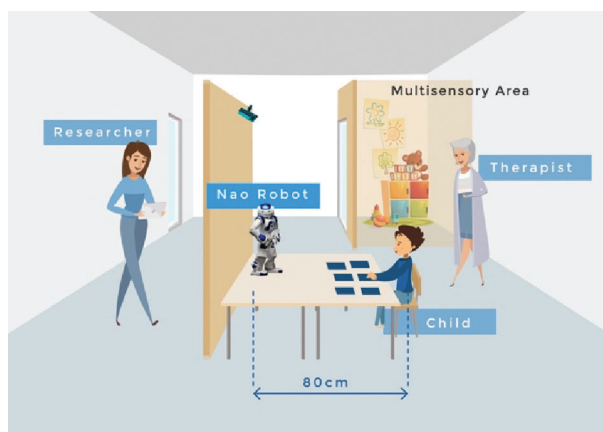 Multisensory Area
Researcher
Therapist
Nao Robot
Child
80cm